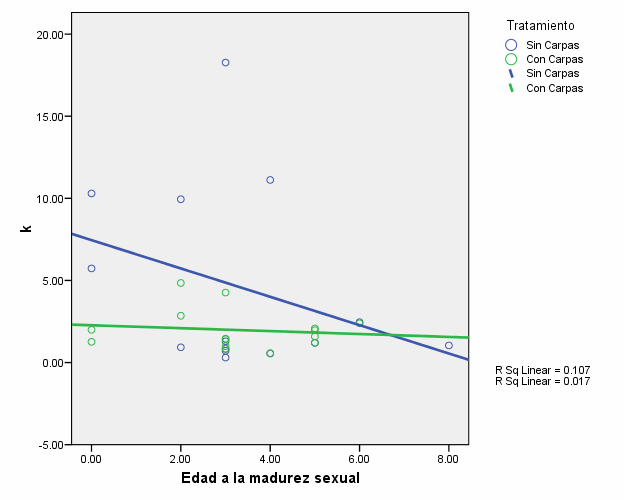 Tratamiento
Sin Carpas
Con Carpas
Sin Carpas
Con Carpas
20.00
15.00
10.00
5.00
0.00
-5.00
k
0.00 2.00 4.00 6.00 8.00
Edad a la madurez sexual
R Sq Linear = 0.107
R Sq Linear = 0.017